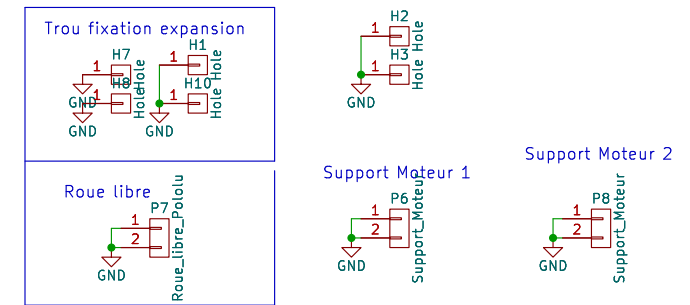 Trou fixation expansion
H7
1
Hole
GND
H8
1
Hole
GND
H1
1
Hole
H10
1
Hole
GND
H2
1
Hole
H3
1
Hole
GND
Roue libre
P7
1
2
Roue_libre_Pololu
GND
Support Moteur 1
P6
1
2
Support_Moteur
GND
Support Moteur 2
P8
1
2
Support_Moteur
GND